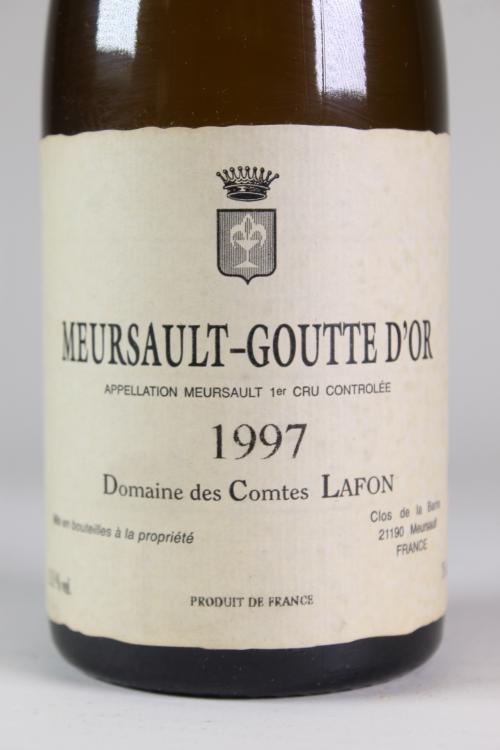 MEURSAULT-GOUTTE D'OR
APPELLATION MEURSAULT 1er CRU CONTROLÉE
1997
Domaine des Comtes LAFON
Mis en bouteilles à la propriété
Clos de la Barre
21190 Meursault
FRANCE
% vol.
PRODUIT DE FRANCE